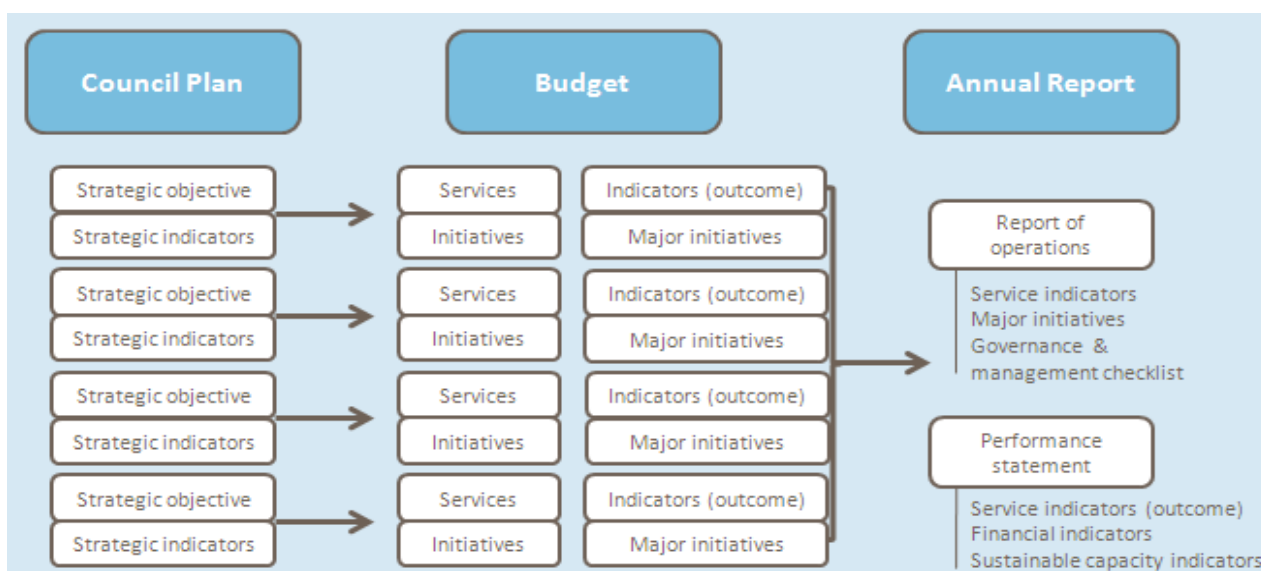 Council Plan
Budget
Annual Report
Strategic objective
Strategic indicators
Strategic objective
Strategic indicators
Strategic objective
Strategic indicators
Strategic objective
Strategic indicators
Services
Initiatives
Services
Initiatives
Services
Initiatives
Services
Initiatives
Indicators (outcome)
Major initiatives
Indicators (outcome)
Major initiatives
Indicators (outcome)
Major initiatives
Indicators (outcome)
Major initiatives
Report of
operations
Service indicators
Major initiatives
Governance &
management checklist
Performance
statement
Service indicators (outcome)
Financial indicators
Sustainable capacity indicators